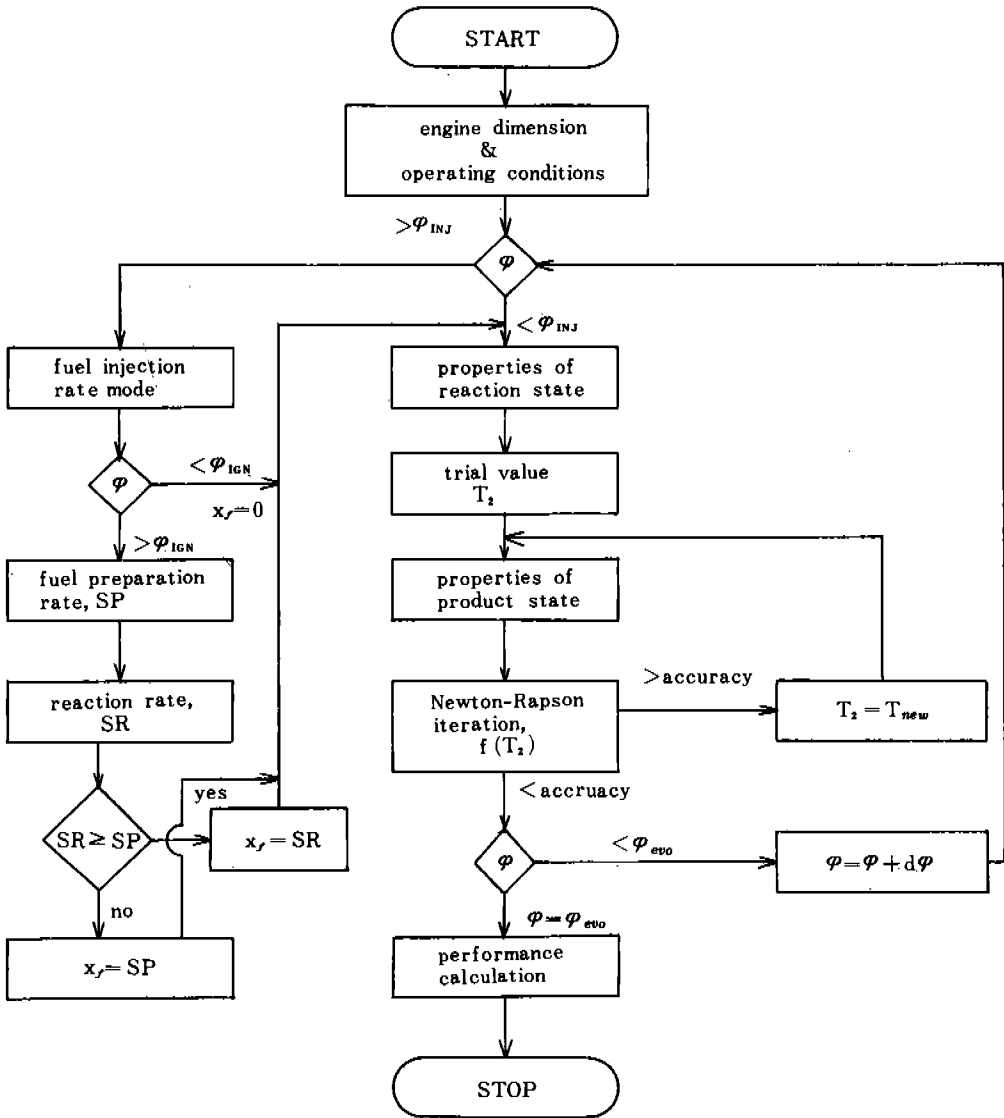 START
engine dimension
&
operating conditions
>φINJ
φ
<φINJ
fuel injection
rate mode
properties of
reaction state
φ
<φIGN
xf=0
trial value
T2
>φIGN
fuel preparation
rate, SP
properties of
product state
reaction rate,
SR
Newton-Rapson
iteration,
f (T2)
>accuracy
T2 = Tnew
yes
<accruacy
SR ≥ SP
xf = SR
φ
<φevo
φ=φ+dφ
no
φ=φevo
xf = SP
performance
calculation
STOP